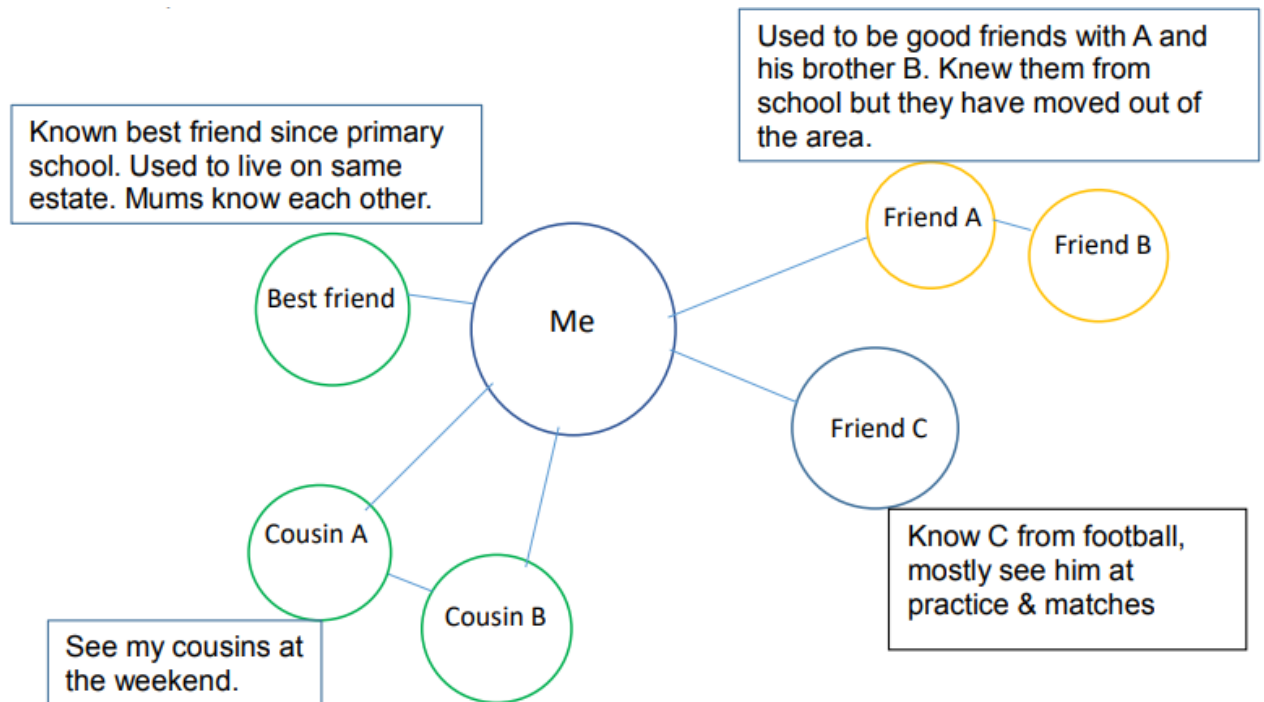 Used to be good friends with A and
his brother B. Knew them from
school but they have moved out of
the area.
Known best friend since primary
school. Used to live on same
estate. Mums know each other.
Friend A
Friend B
Best friend
Me
Friend C
Cousin A
Cousin B
Know C from football,
mostly see him at
practice & matches
See my cousins at
the weekend.